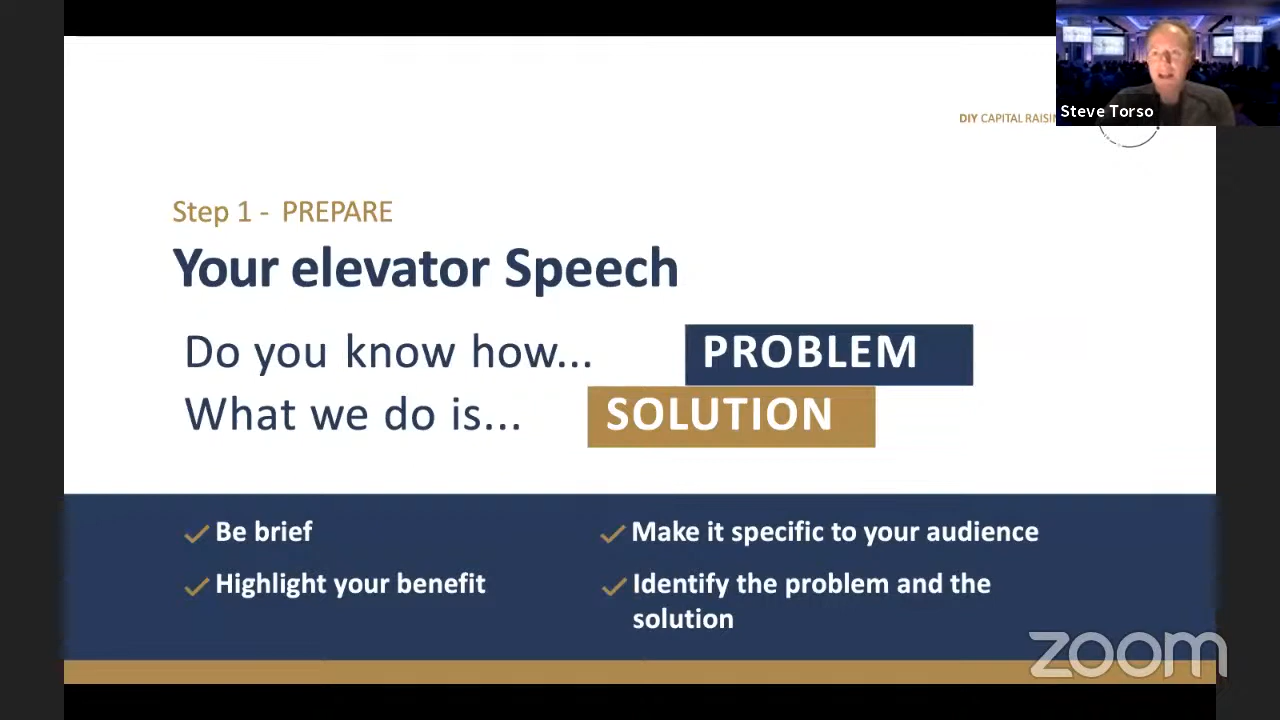 Steve Torso
DIY CAPITAL
Step 1 - PREPARE
Your elevator Speech
Do you know how... PROBLEM
What we do is... SOLUTION
Be brief
Highlight your benefit
Make it specific to your audience
Identify the problem and the
solution
zoom